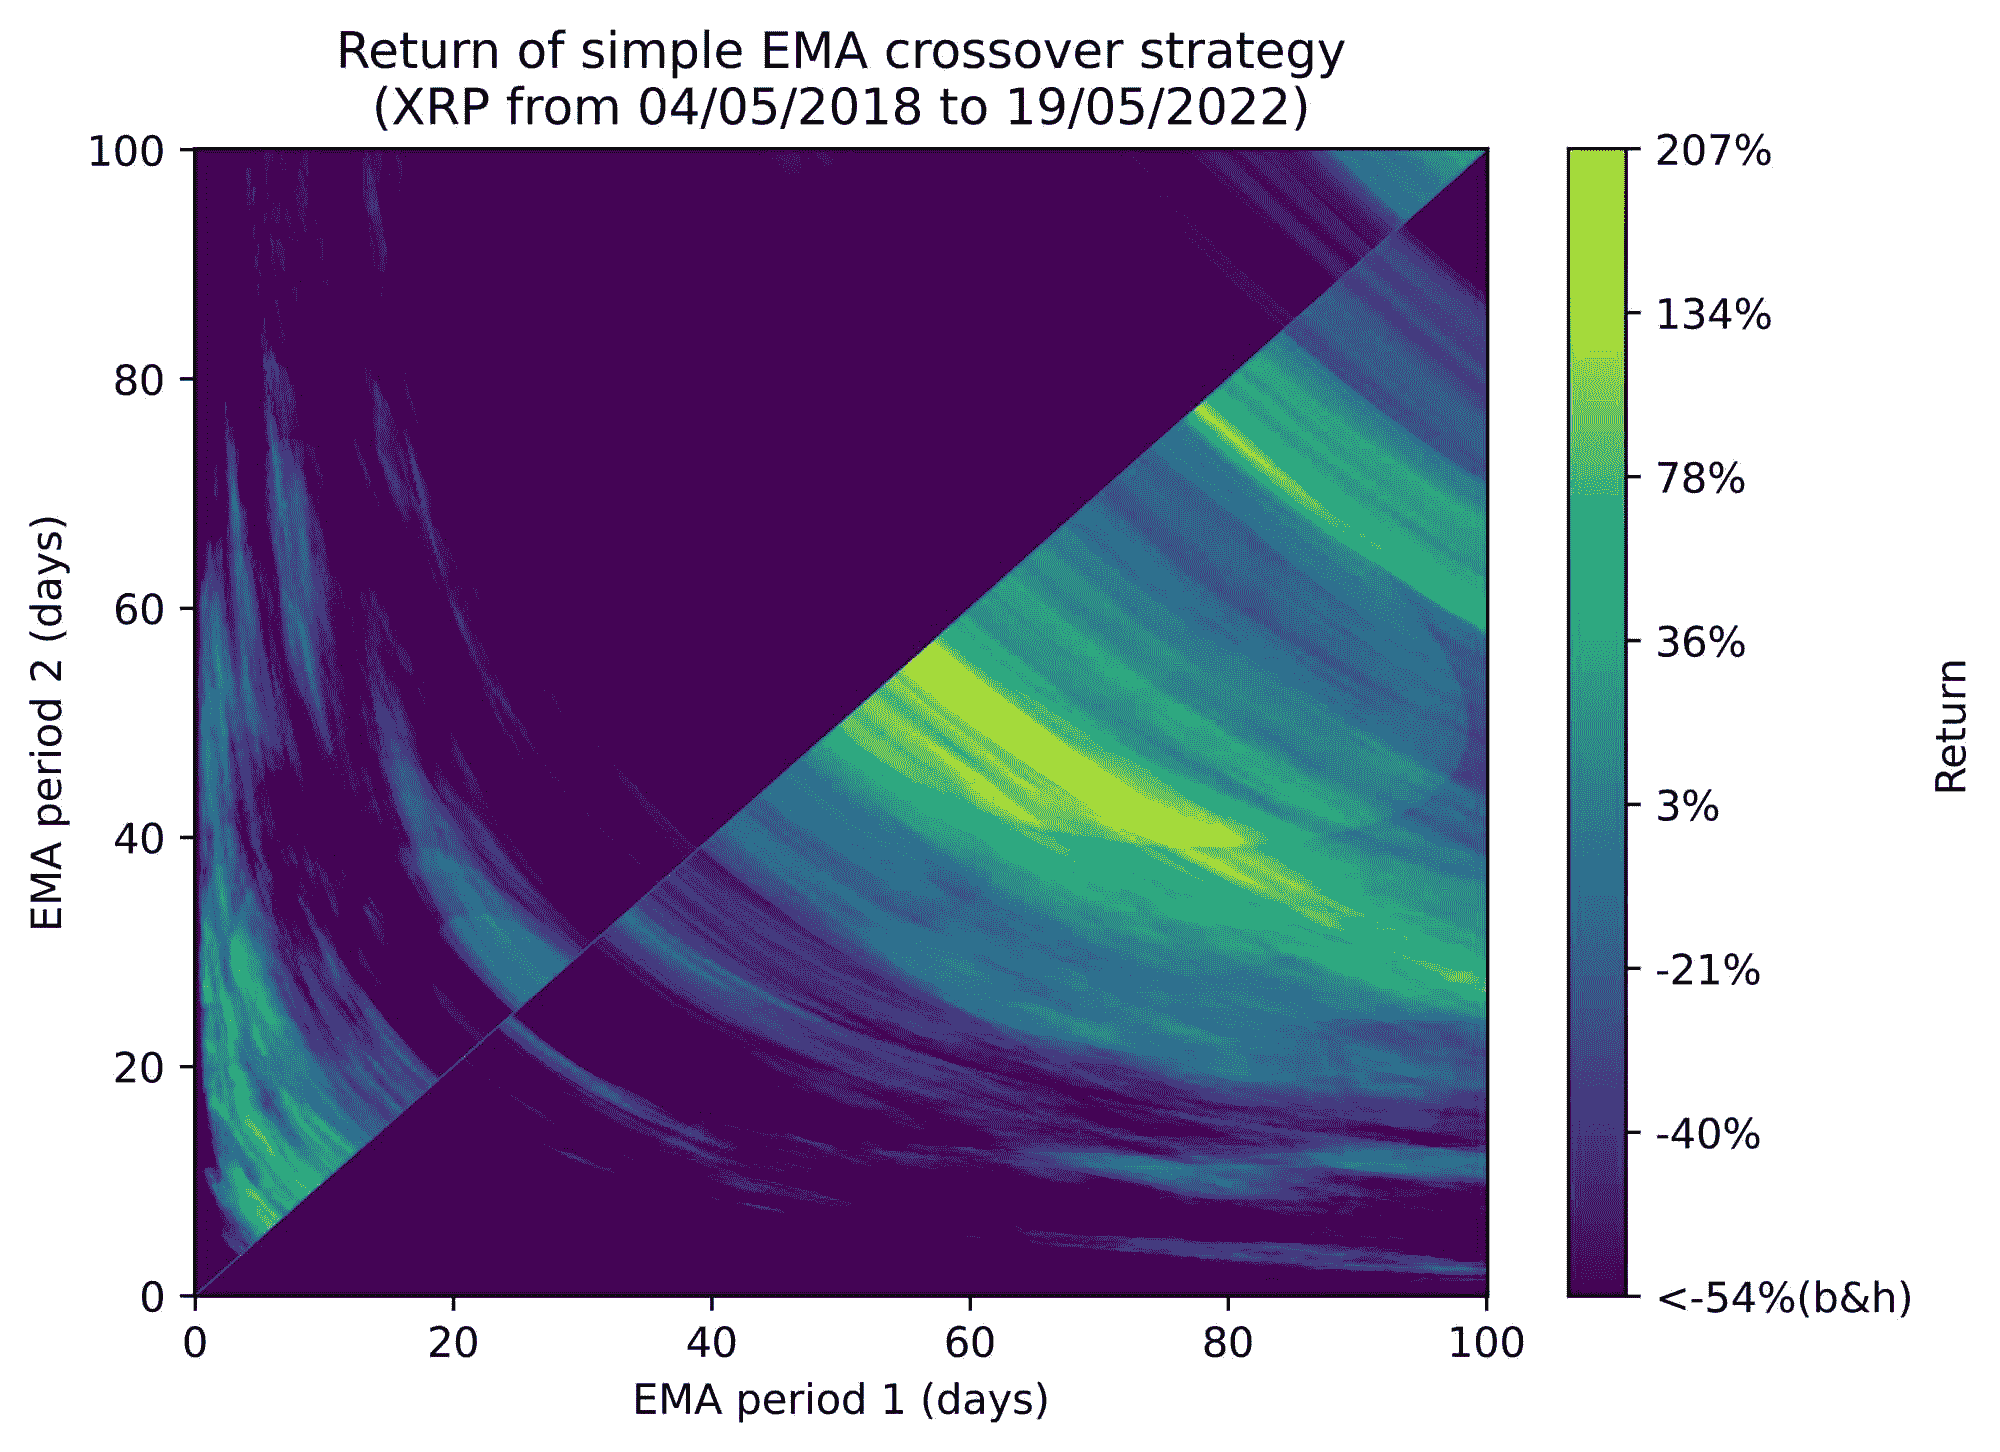 Return of simple EMA crossover strategy
(XRP from 04/05/2018 to 19/05/2022)
100
80
60
40
20
0
EMA period 2 (days)
0 20 40 60 80 100
EMA period 1 (days)
207%
134%
78%
36%
3%
-21%
-40%
<-54%(b&h)
Return